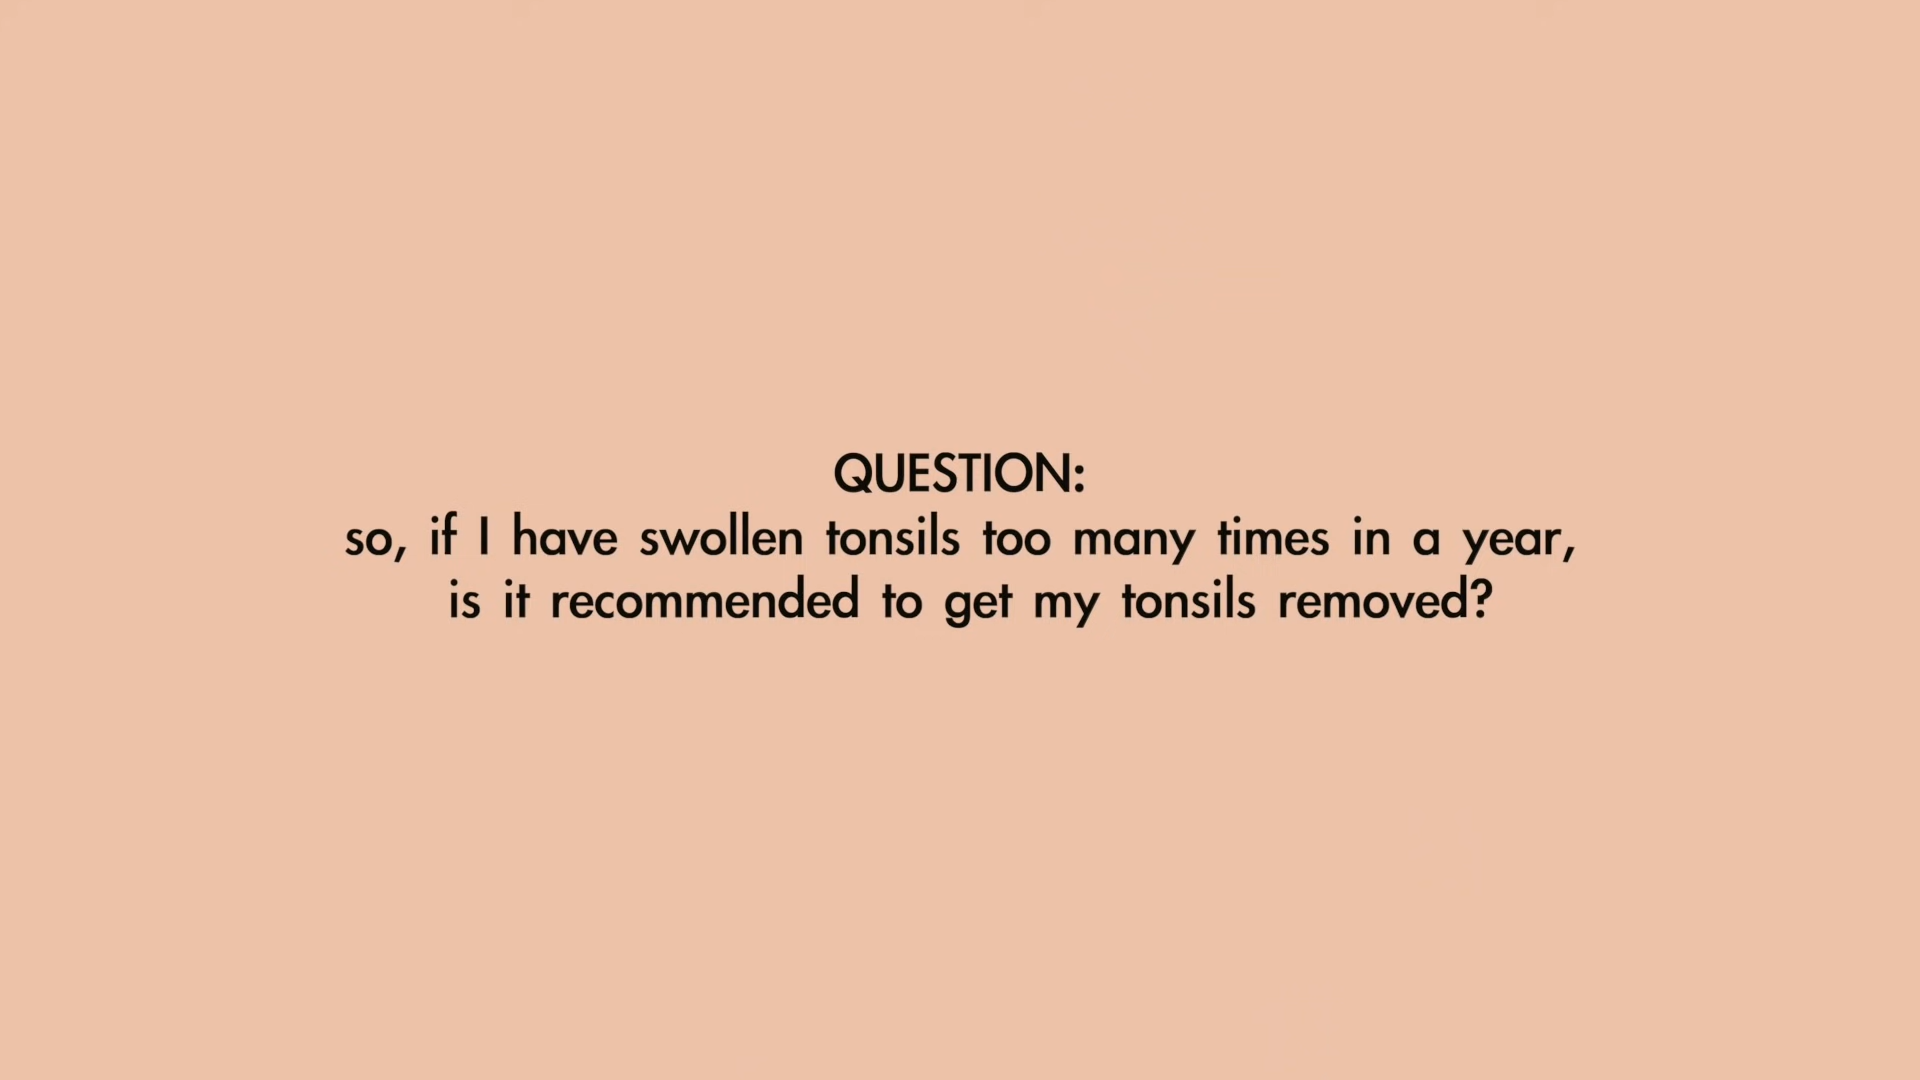 QUESTION:
so, if I have swollen tonsils too many times in a year,
is it recommended to get my tonsils removed?